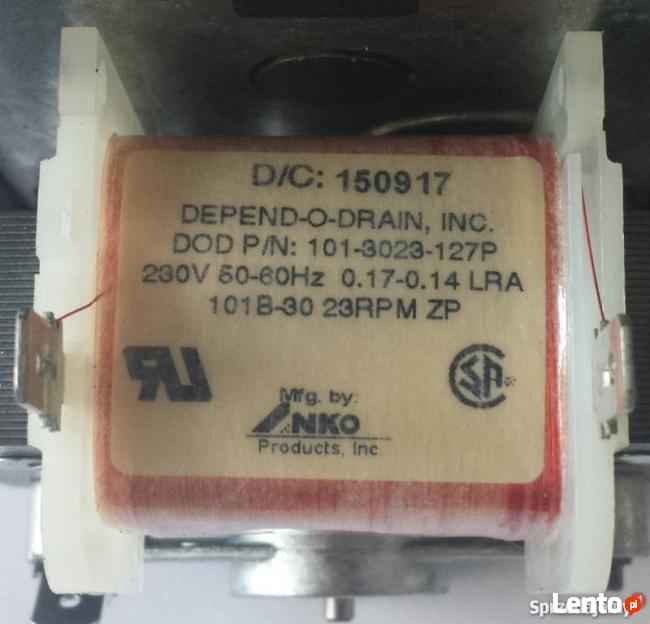 D/C: 150917
DEPEND-O-DRAIN, INC.
DOD P/N: 101-3023-127P
230V 50-60Hz 0.17-0.14 LRA
101B-30 23RPM ZP
Mfg. by:
ANKO
Products, Inc
Lento.pl